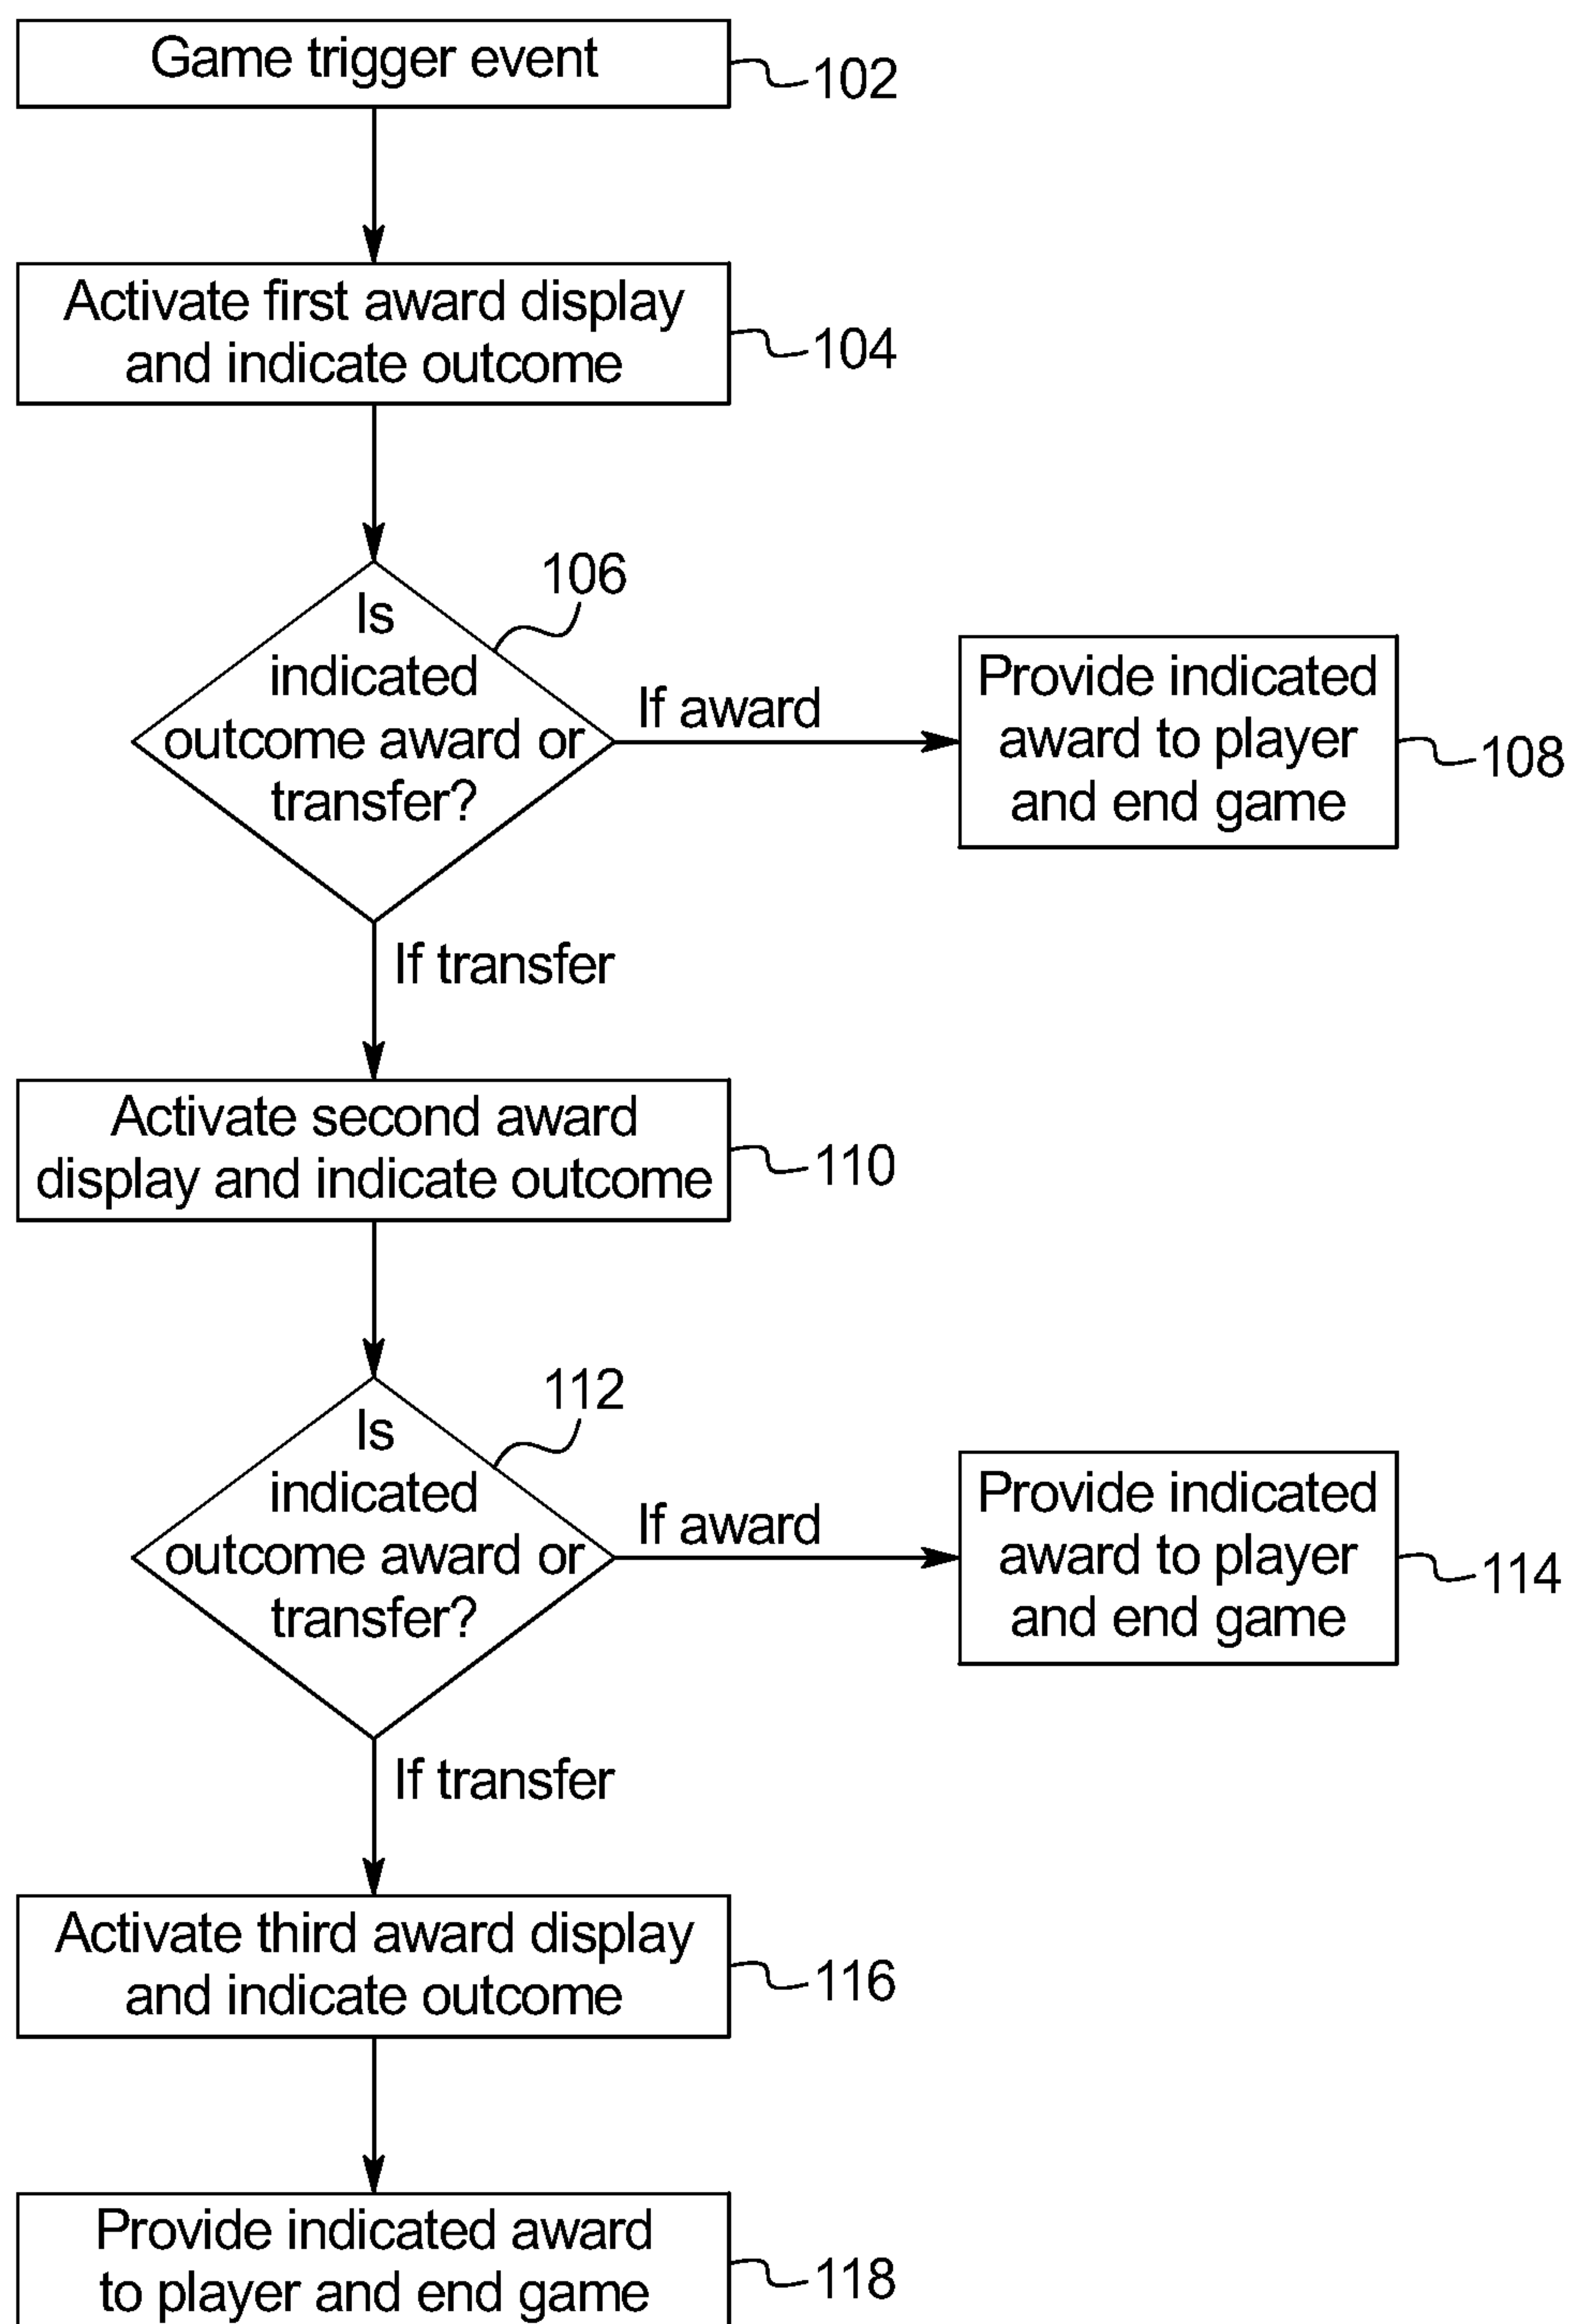 Game trigger event
102
Activate first award display
and indicate outcome
104
106
Is
indicated
outcome award or
transfer?
If award
Provide indicated
award to player
and end game
108
If transfer
Activate second award
display and indicate outcome
110
112
Is
indicated
outcome award or
transfer?
If award
Provide indicated
award to player
and end game
114
If transfer
Activate third award display
and indicate outcome
116
Provide indicated award
to player and end game
118